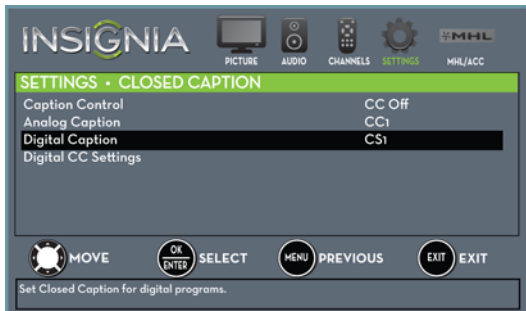 INSIGNIA
PICTURE AUDIO CHANNELS SETTINGS MHL MHL/ACC
SETTINGS • CLOSED CAPTION
Caption Control CC Off
Analog Caption CC1
Digital Caption CS1
Digital CC Settings
MOVE OK ENTER SELECT MENU PREVIOUS EXIT EXIT
Set Closed Caption for digital programs.